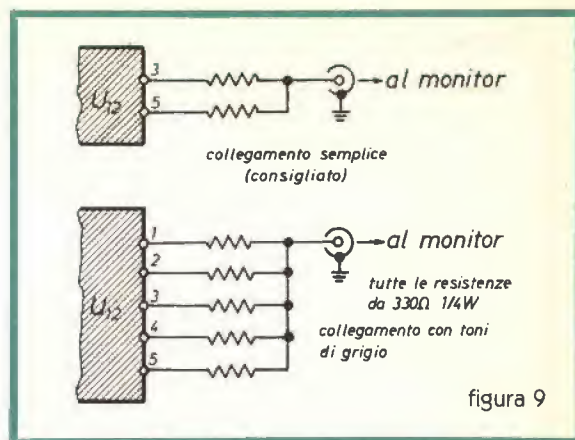 U12
3
5
al monitor
collegamento semplice
(consigliato)
U12
1
2
3
4
5
al monitor
tutte le resistenze
da 330Ω 1/4W
collegamento con toni
di grigio
figura 9